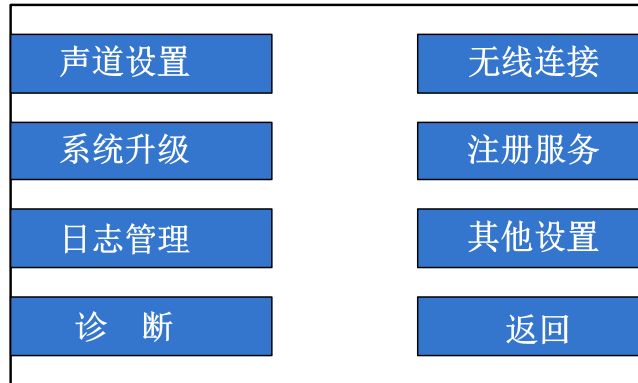 声道设置
无线连接
系统升级
注册服务
日志管理
其他设置
诊 断
返回